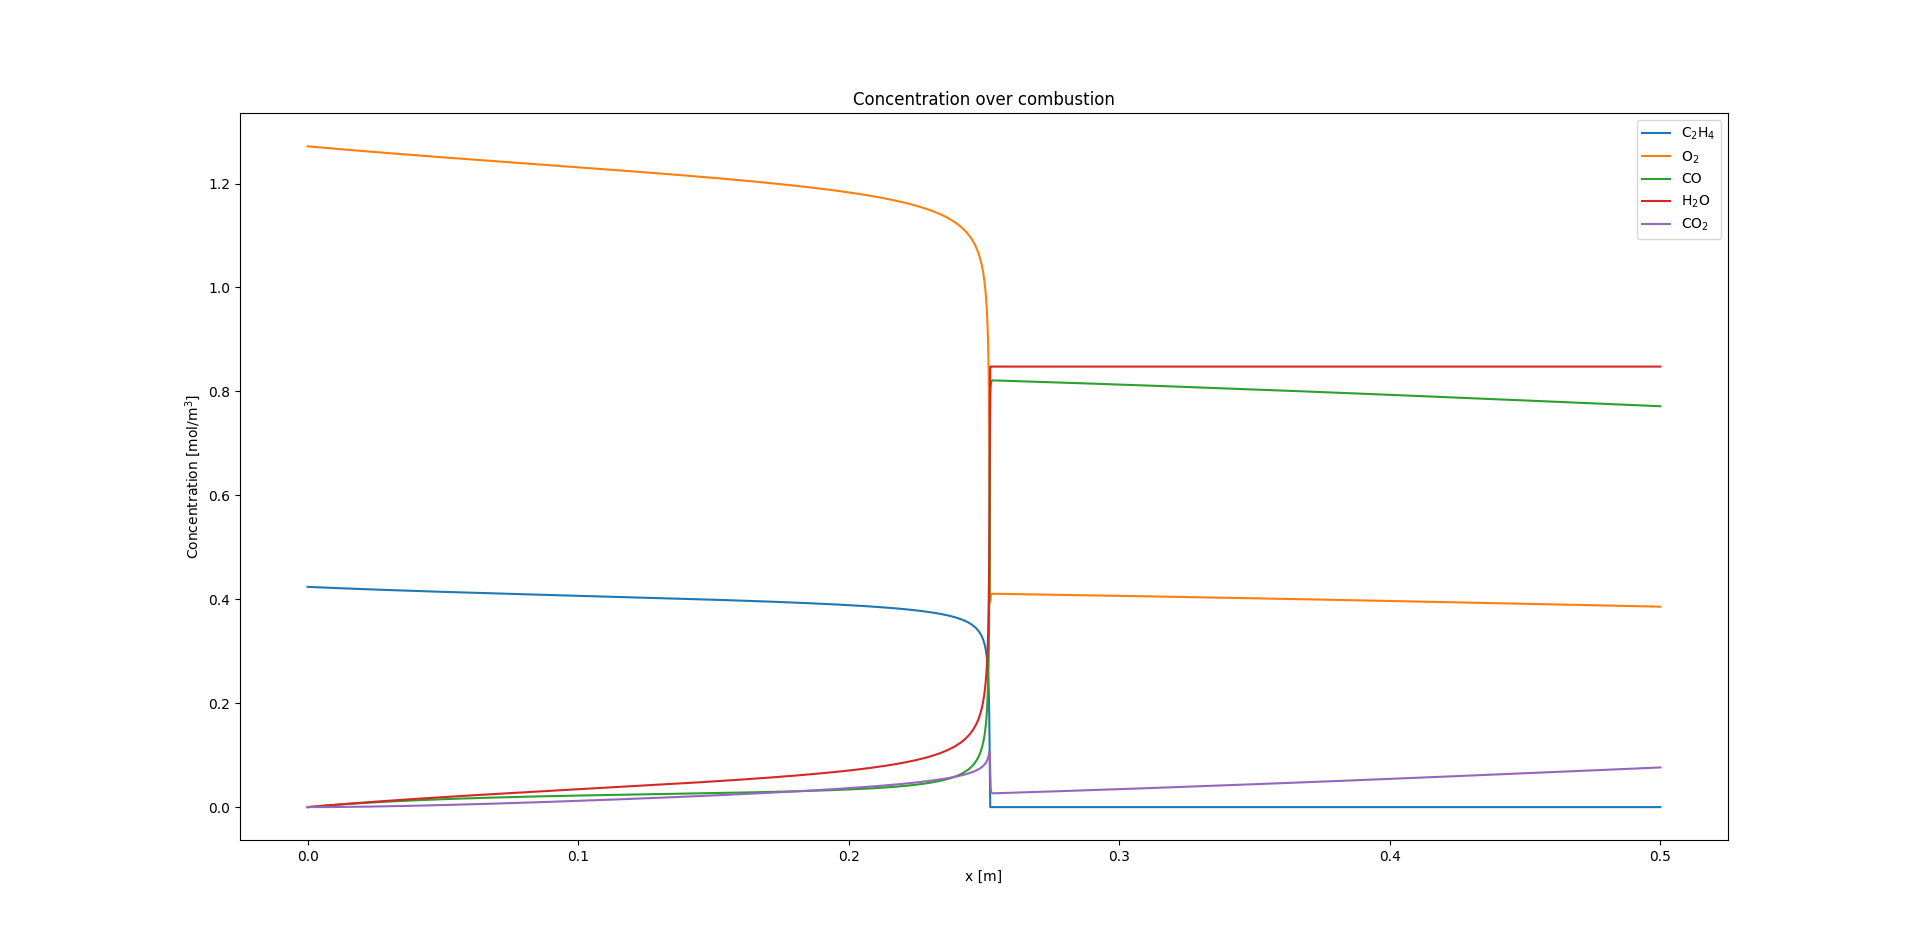 Concentration over combustion
C₂H₄
O₂
CO
H₂O
CO₂
Concentration [mol/m³]
1.2
1.0
0.8
0.6
0.4
0.2
0.0
0.0 0.1 0.2 0.3 0.4 0.5
x [m]